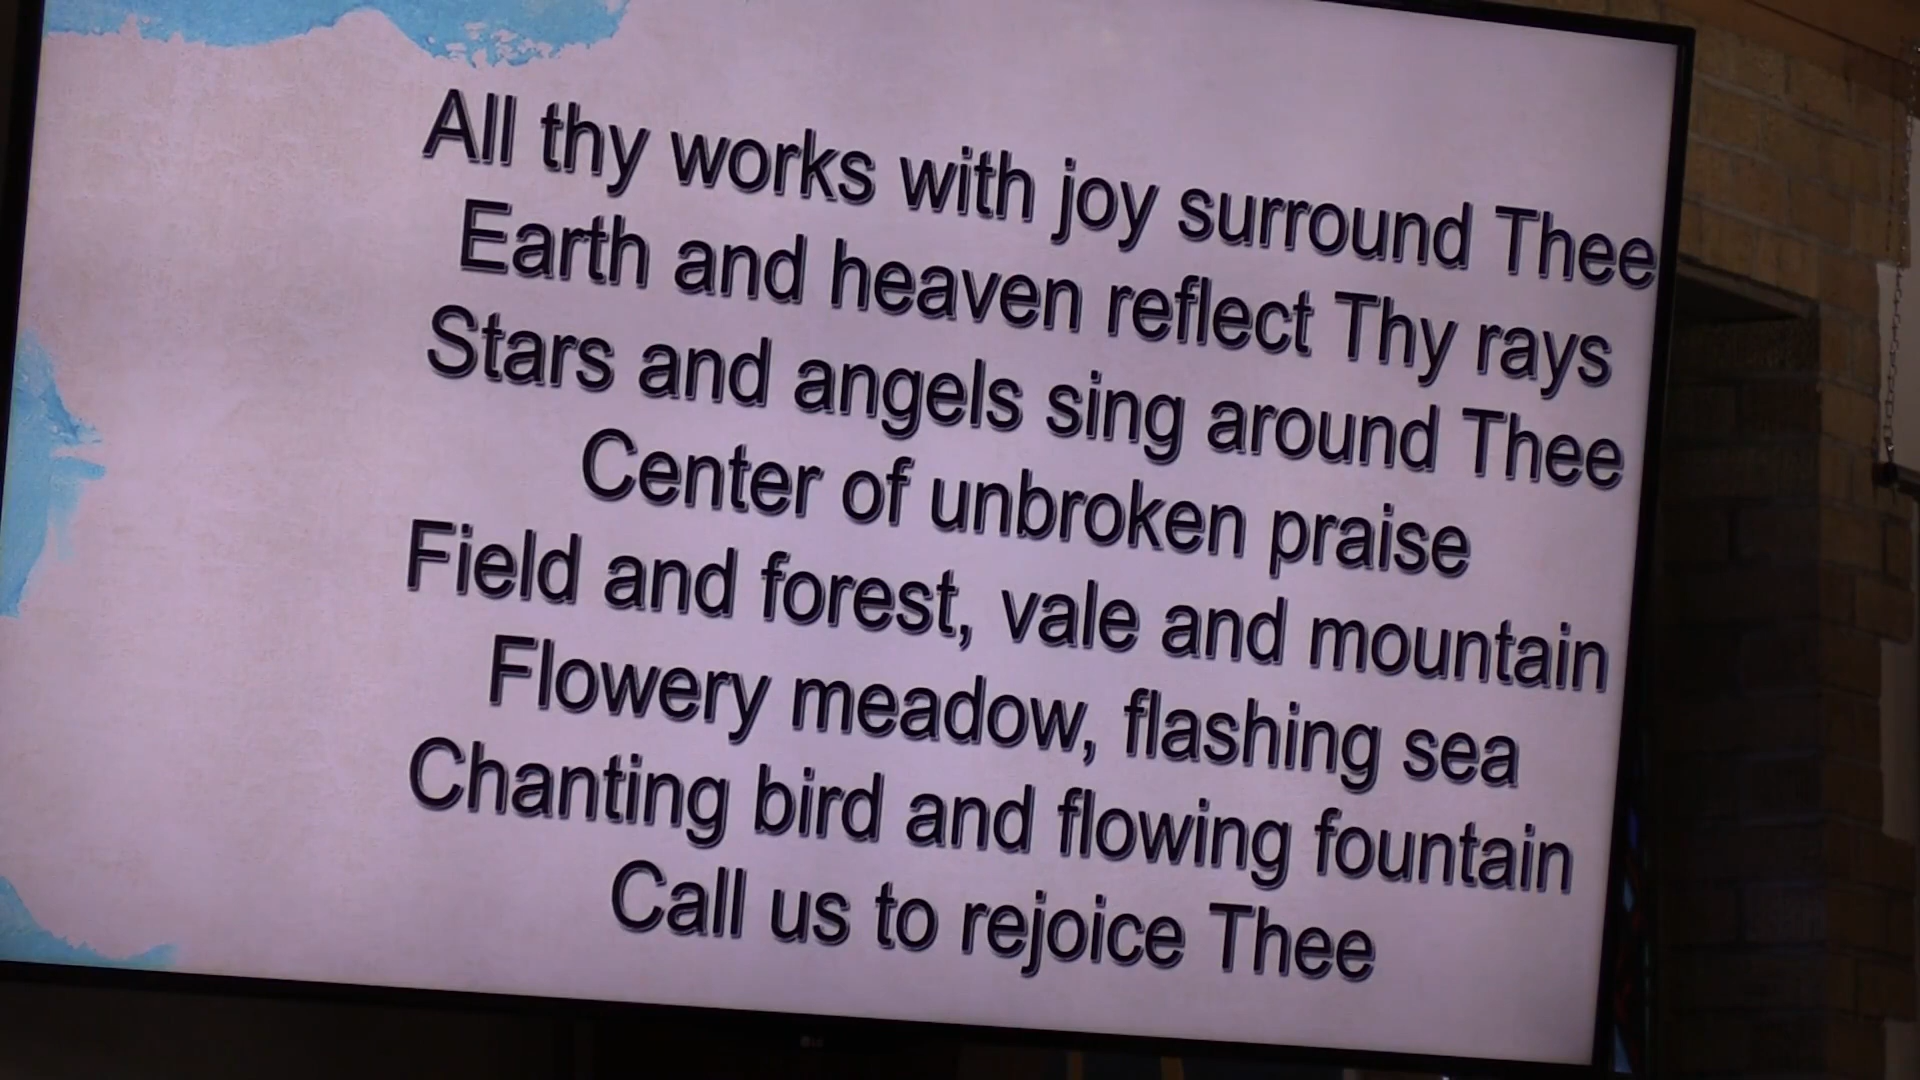 All thy works with joy surround Thee
Earth and heaven reflect Thy rays
Stars and angels sing around Thee
Center of unbroken praise
Field and forest, vale and mountain
Flowery meadow, flashing sea
Chanting bird and flowing fountain
Call us to rejoice Thee
LG